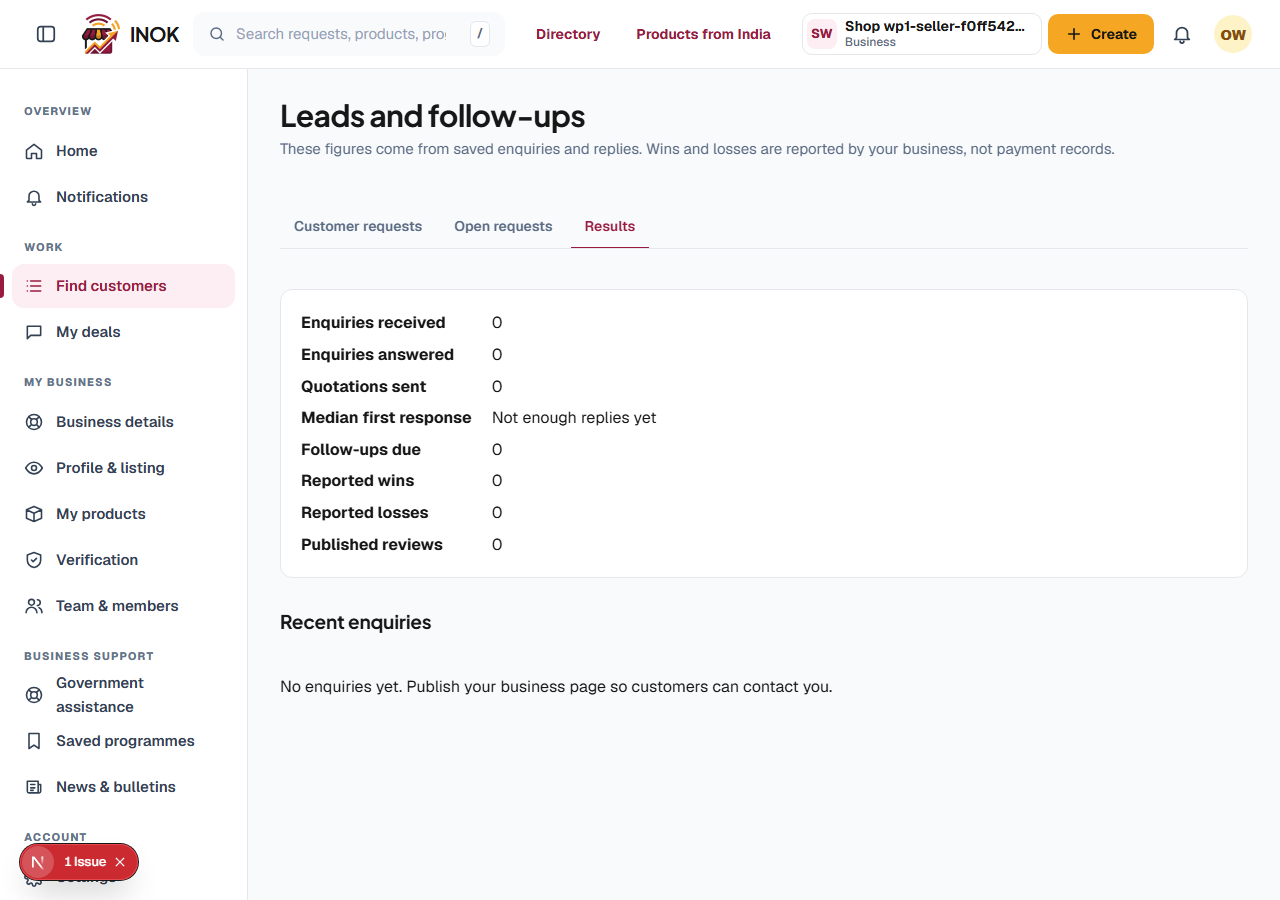 INOK
Search requests, products, pro
/
Directory
Products from India
SW
Shop wp1-seller-f0ff542...
Business
Create
OW
OVERVIEW
Home
Notifications
WORK
Find customers
My deals
MY BUSINESS
Business details
Profile & listing
My products
Verification
Team & members
BUSINESS SUPPORT
Government
assistance
Saved programmes
News & bulletins
ACCOUNT
N
1 Issue
Leads and follow-ups
These figures come from saved enquiries and replies. Wins and losses are reported by your business, not payment records.
Customer requests
Open requests
Results
Enquiries received 0
Enquiries answered 0
Quotations sent 0
Median first response Not enough replies yet
Follow-ups due 0
Reported wins 0
Reported losses 0
Published reviews 0
Recent enquiries
No enquiries yet. Publish your business page so customers can contact you.